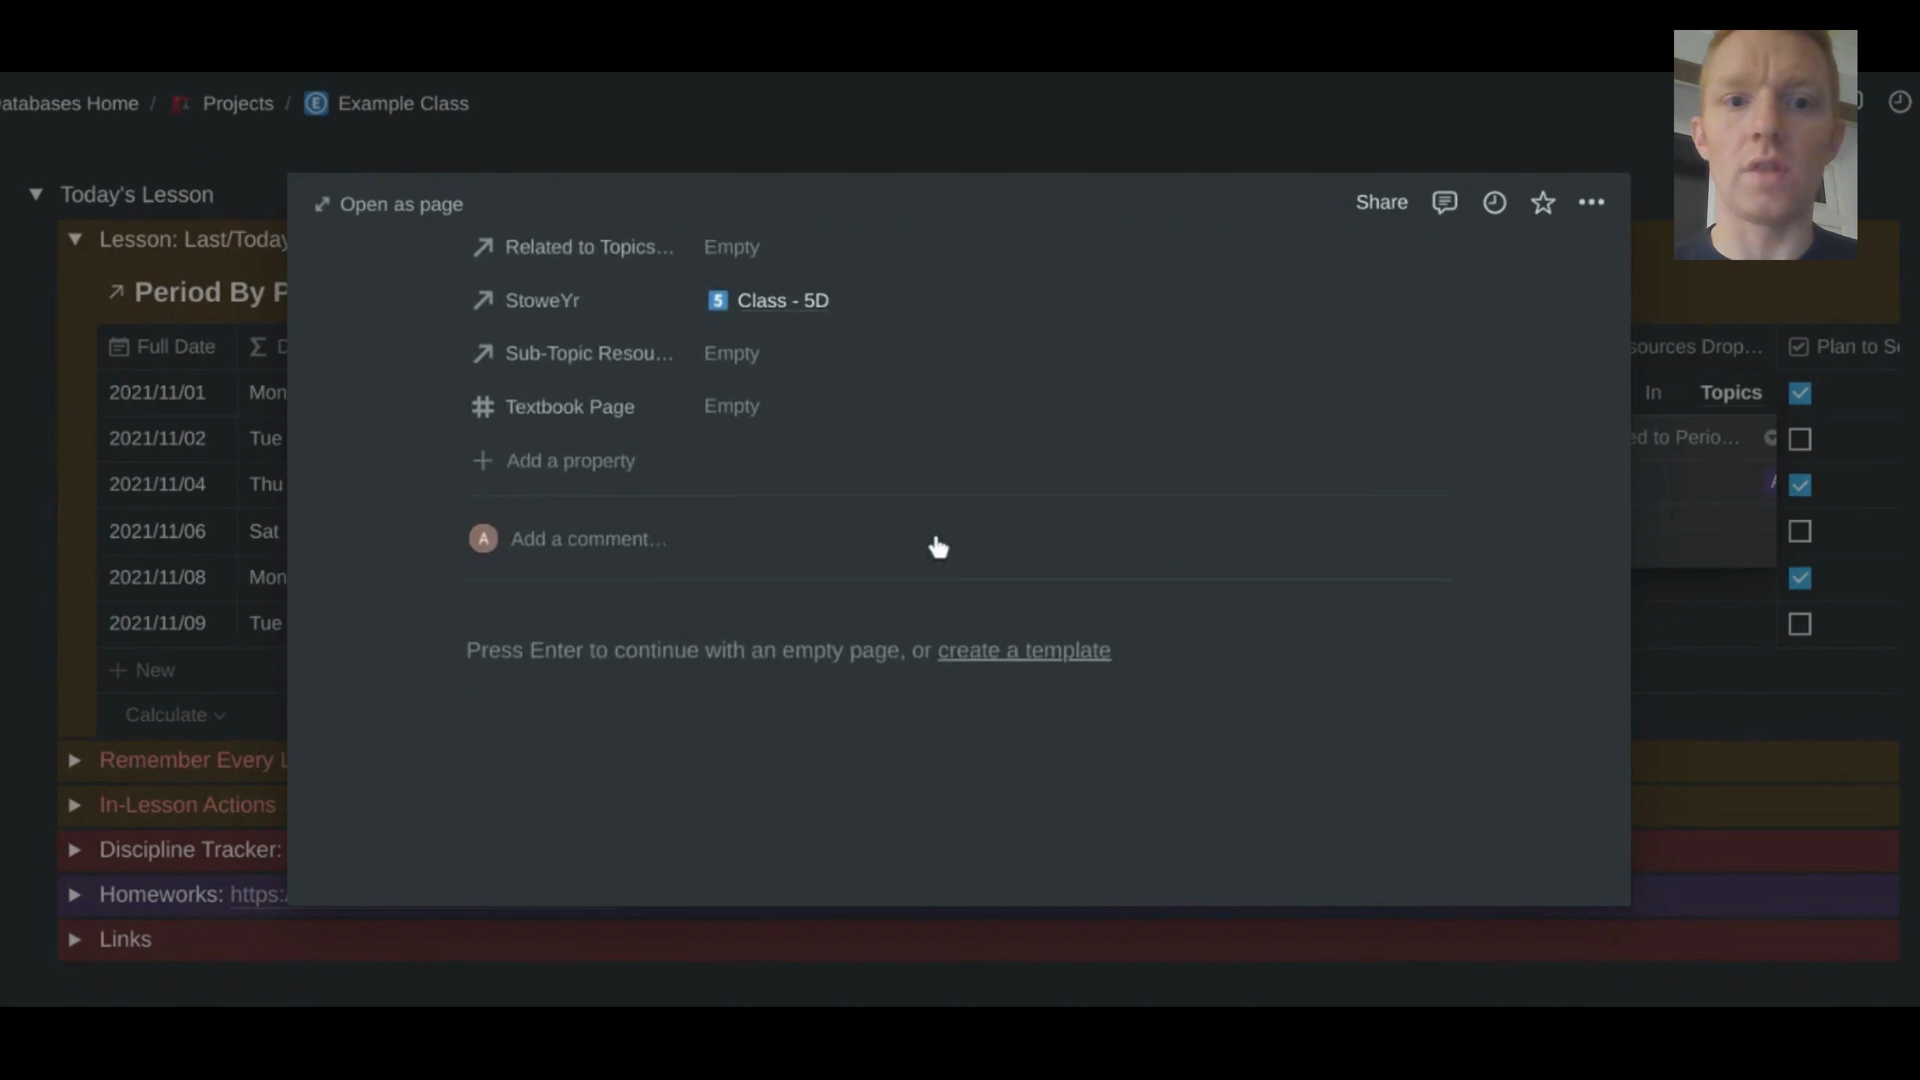 atabases Home / Projects / Example Class
Today's Lesson
Open as page
Share
Lesson: Last/Today
Related to Topics... Empty
Period By P
StoweYr 5 Class - 5D
Full Date D
Sub-Topic Resou... Empty
sources Drop... Plan to Se
2021/11/01 Mon
Textbook Page Empty
In Topics
2021/11/02 Tue
ed to Perio...
Add a property
2021/11/04 Thu
2021/11/06 Sat
A Add a comment...
2021/11/08 Mon
2021/11/09 Tue
Press Enter to continue with an empty page, or create a template
New
Calculate
Remember Every L
In-Lesson Actions
Discipline Tracker:
Homeworks: https:/
Links